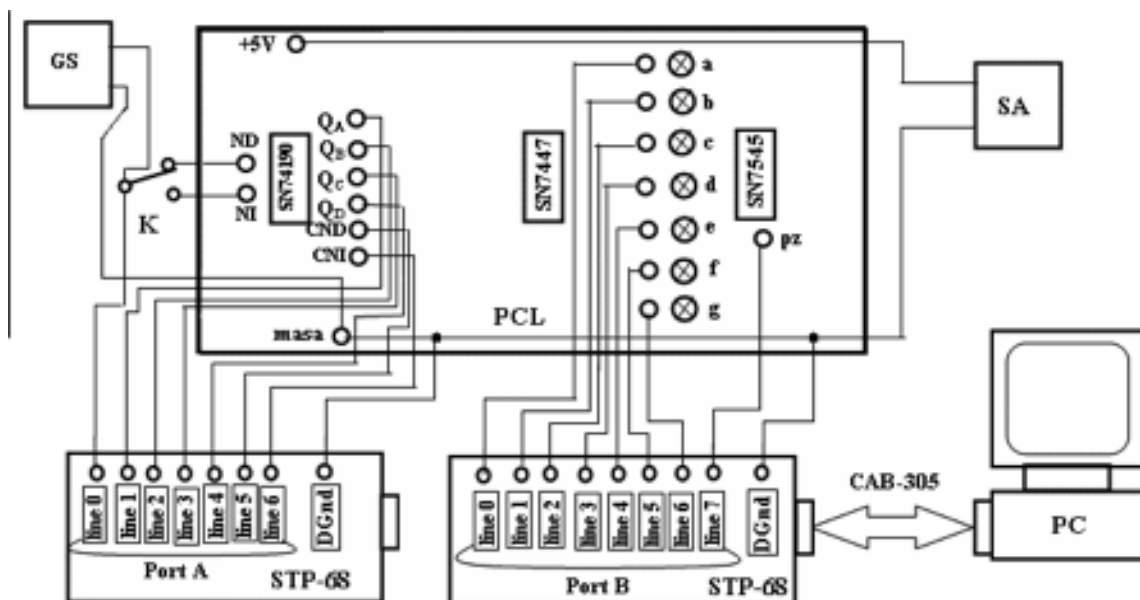 GS
+5V
a
b
c
d
e
f
g
SA
ND
NI
K
SN74190
QA
QB
QC
QD
CND
CNI
SN7447
SN7545
pz
masa
PCL
line 0
line 1
line 2
line 3
line 4
line 5
line 6
DGnd
Port A
STP-6S
line 0
line 1
line 2
line 3
line 4
line 5
line 6
line 7
DGnd
Port B
STP-6S
CAB-305
PC